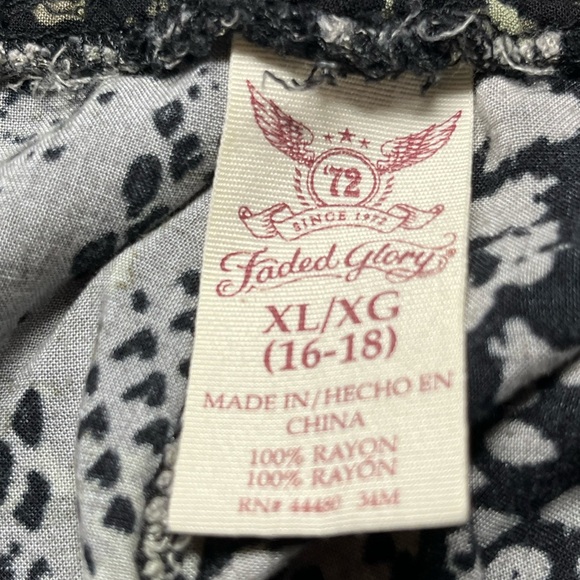 '72
SINCE 1972
Faded Glory®
XL/XG
(16-18)
MADE IN/HECHO EN
CHINA
100% RAYON
100% RAYÓN
RN# 44480 34M